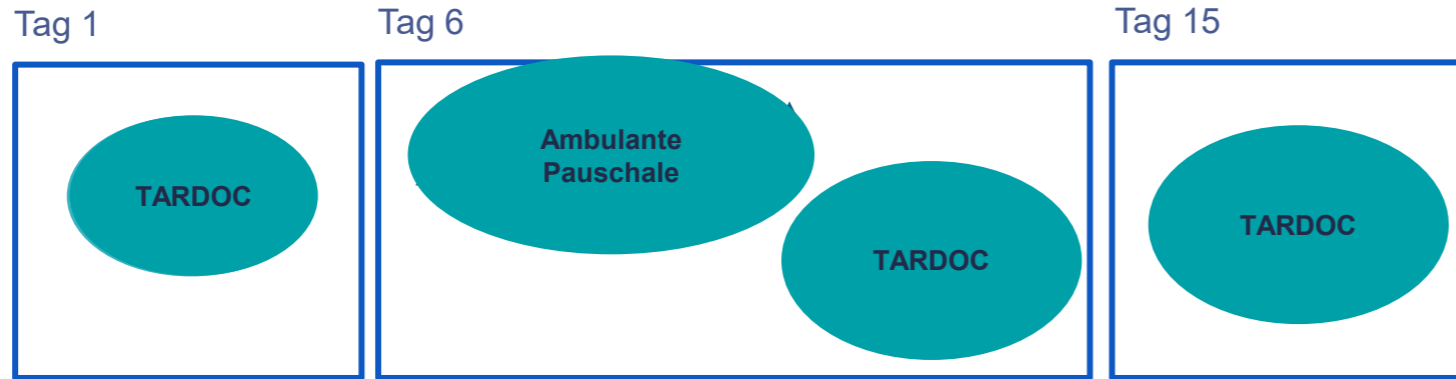 Tag 1
Tag 6
Tag 15
TARDOC
Ambulante
Pauschale
TARDOC
TARDOC